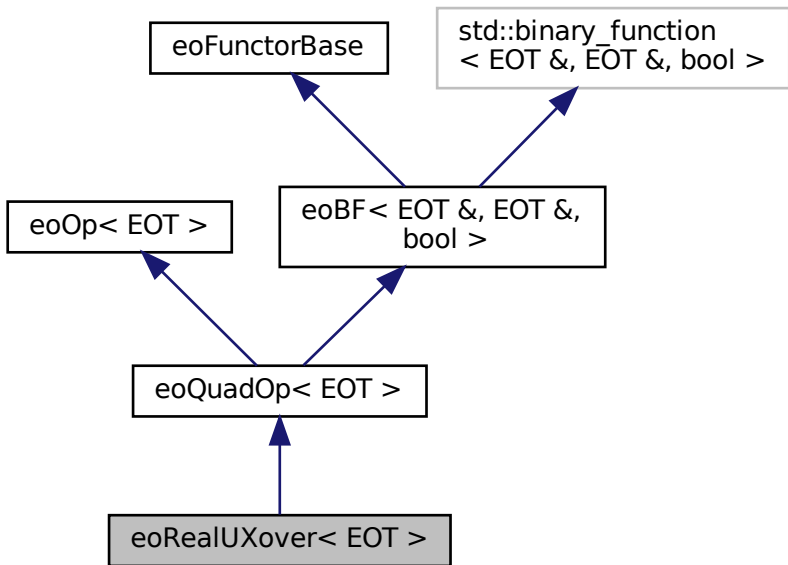 eoFunctorBase
std::binary_function
< EOT &, EOT &, bool >
eoOp< EOT >
eoBF< EOT &, EOT &,
bool >
eoQuadOp< EOT >
eoRealUXover< EOT >